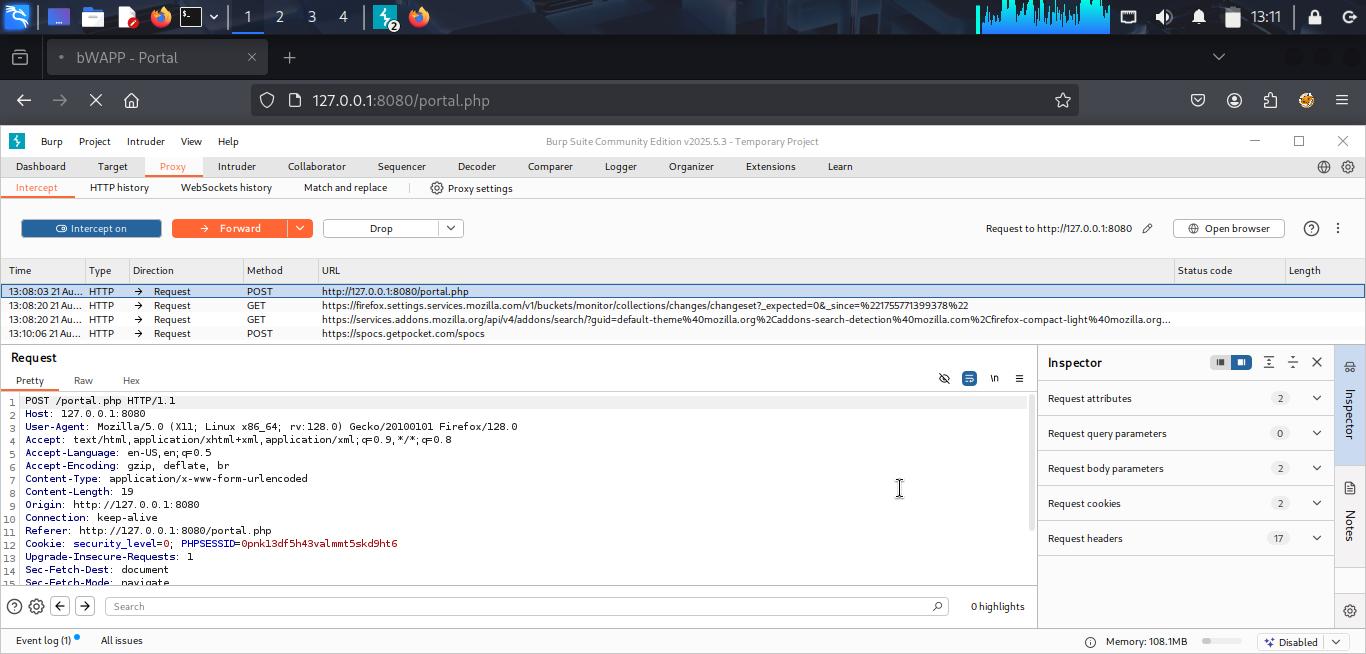 1 2 3 4 2 13:11
bWAPP - Portal
127.0.0.1:8080/portal.php
Burp Project Intruder View Help Burp Suite Community Edition v2025.5.3 - Temporary Project
Dashboard Target Proxy Intruder Collaborator Sequencer Decoder Comparer Logger Organizer Extensions Learn
Intercept HTTP history WebSockets history Match and replace Proxy settings
Intercept on Forward Drop Request to http://127.0.0.1:8080 Open browser
Time Type Direction Method URL Status code Length
13:08:03 21 Au... HTTP Request POST http://127.0.0.1:8080/portal.php
13:08:20 21 Au... HTTP Request GET https://firefox.settings.services.mozilla.com/v1/buckets/monitor/collections/changes/changeset?_expected=0&_since=%221755771399378%22
13:08:20 21 Au... HTTP Request GET https://services.addons.mozilla.org/api/v4/addons/search/?guid=default-theme%40mozilla.org%2Caddons-search-detection%40mozilla.com%2Cfirefox-compact-light%40mozilla.org...
13:10:06 21 Au... HTTP Request POST https://spocs.getpocket.com/spocs
Request
Pretty Raw Hex \n
1 POST /portal.php HTTP/1.1
2 Host: 127.0.0.1:8080
3 User-Agent: Mozilla/5.0 (X11; Linux x86_64; rv:128.0) Gecko/20100101 Firefox/128.0
4 Accept: text/html,application/xhtml+xml,application/xml;q=0.9,*/*;q=0.8
5 Accept-Language: en-US,en;q=0.5
6 Accept-Encoding: gzip, deflate, br
7 Content-Type: application/x-www-form-urlencoded
8 Content-Length: 19
9 Origin: http://127.0.0.1:8080
10 Connection: keep-alive
11 Referer: http://127.0.0.1:8080/portal.php
12 Cookie: security_level=0; PHPSESSID=0pnk13df5h43valmmt5skd9ht6
13 Upgrade-Insecure-Requests: 1
14 Sec-Fetch-Dest: document
15 Sec-Fetch-Mode: navigate
Search 0 highlights
Inspector
Request attributes 2
Request query parameters 0
Request body parameters 2
Request cookies 2
Request headers 17
Inspector
Notes
Event log (1) All issues Memory: 108.1MB Disabled